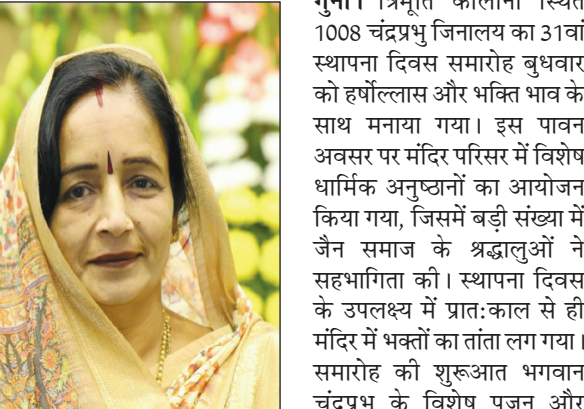 गुना। त्रिमूर्ति कॉलोनी स्थित
1008 चंद्रप्रभु जिनालय का 31वां
स्थापना दिवस समारोह बुधवार
को हर्षोल्लास और भक्ति भाव के
साथ मनाया गया। इस पावन
अवसर पर मंदिर परिसर में विशेष
धार्मिक अनुष्ठानों का आयोजन
किया गया, जिसमें बड़ी संख्या में
जैन समाज के श्रद्धालुओं ने
सहभागिता की। स्थापना दिवस
के उपलक्ष्य में प्रात:काल से ही
मंदिर में भक्तों का तांता लग गया।
समारोह की शुरूआत भगवान
चंद्रप्रभु के विशेष पूजन और